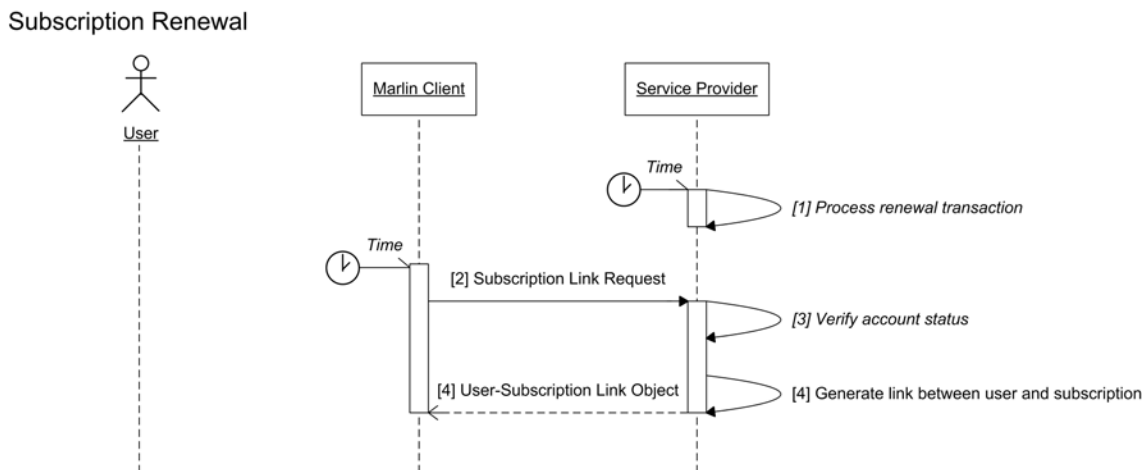 Subscription Renewal
User
Marlin Client
Service Provider
Time
[1] Process renewal transaction
Time
[2] Subscription Link Request
[3] Verify account status
[4] User-Subscription Link Object
[4] Generate link between user and subscription